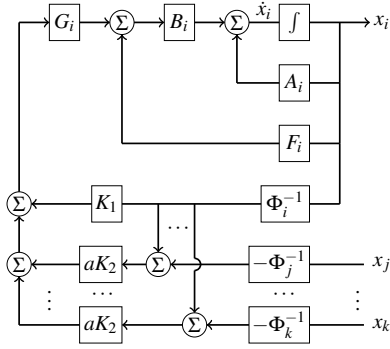 G_i Σ B_i Σ ẋ_i ∫ x_i
A_i
F_i
Σ K_1 Φ_i^{-1}
⋯
Σ aK_2 Σ -Φ_j^{-1} x_j
⋮ ⋯ ⋮ ⋯ ⋮ ⋮
aK_2 Σ -Φ_k^{-1} x_k